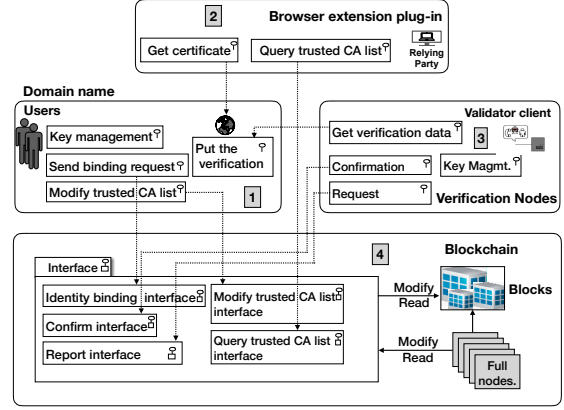 Browser extension plug-in
2
Get certificate
Query trusted CA list
Relying
Party
Domain name
Users
Key management
Send binding request
Modify trusted CA list
Put the
verification
1
Validator client
Get verification data
3
Confirmation
Key Magmt.
Request
Verification Nodes
4
Blockchain
Interface
Identity binding interface
Modify trusted CA list
interface
Confirm interface
Report interface
Query trusted CA list
interface
Modify
Read
Blocks
Modify
Read
Full
nodes.